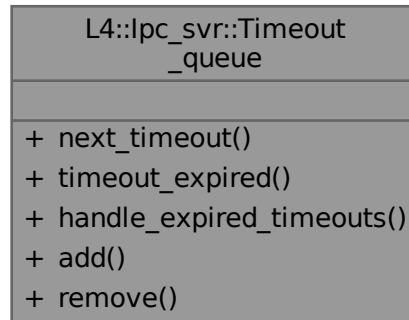 L4::Ipc_svr::Timeout
_queue
+ next_timeout()
+ timeout_expired()
+ handle_expired_timeouts()
+ add()
+ remove()